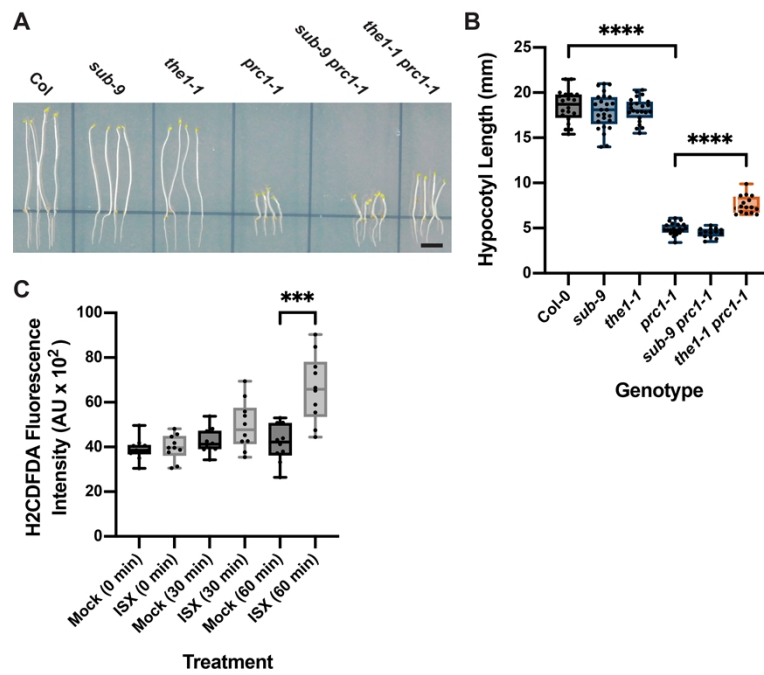 A
Col
sub-9
the1-1
prc1-1
sub-9 prc1-1
the1-1 prc1-1
B
Hypocotyl Length (mm)
25
20
15
10
5
0
****
****
Col-0
sub-9
the1-1
prc1-1
sub-9 prc1-1
the1-1 prc1-1
Genotype
C
H2CDFDA Fluorescence
Intensity (AU x 10²)
100
80
60
40
20
0
***
Mock (0 min)
ISX (0 min)
Mock (30 min)
ISX (30 min)
Mock (60 min)
ISX (60 min)
Treatment